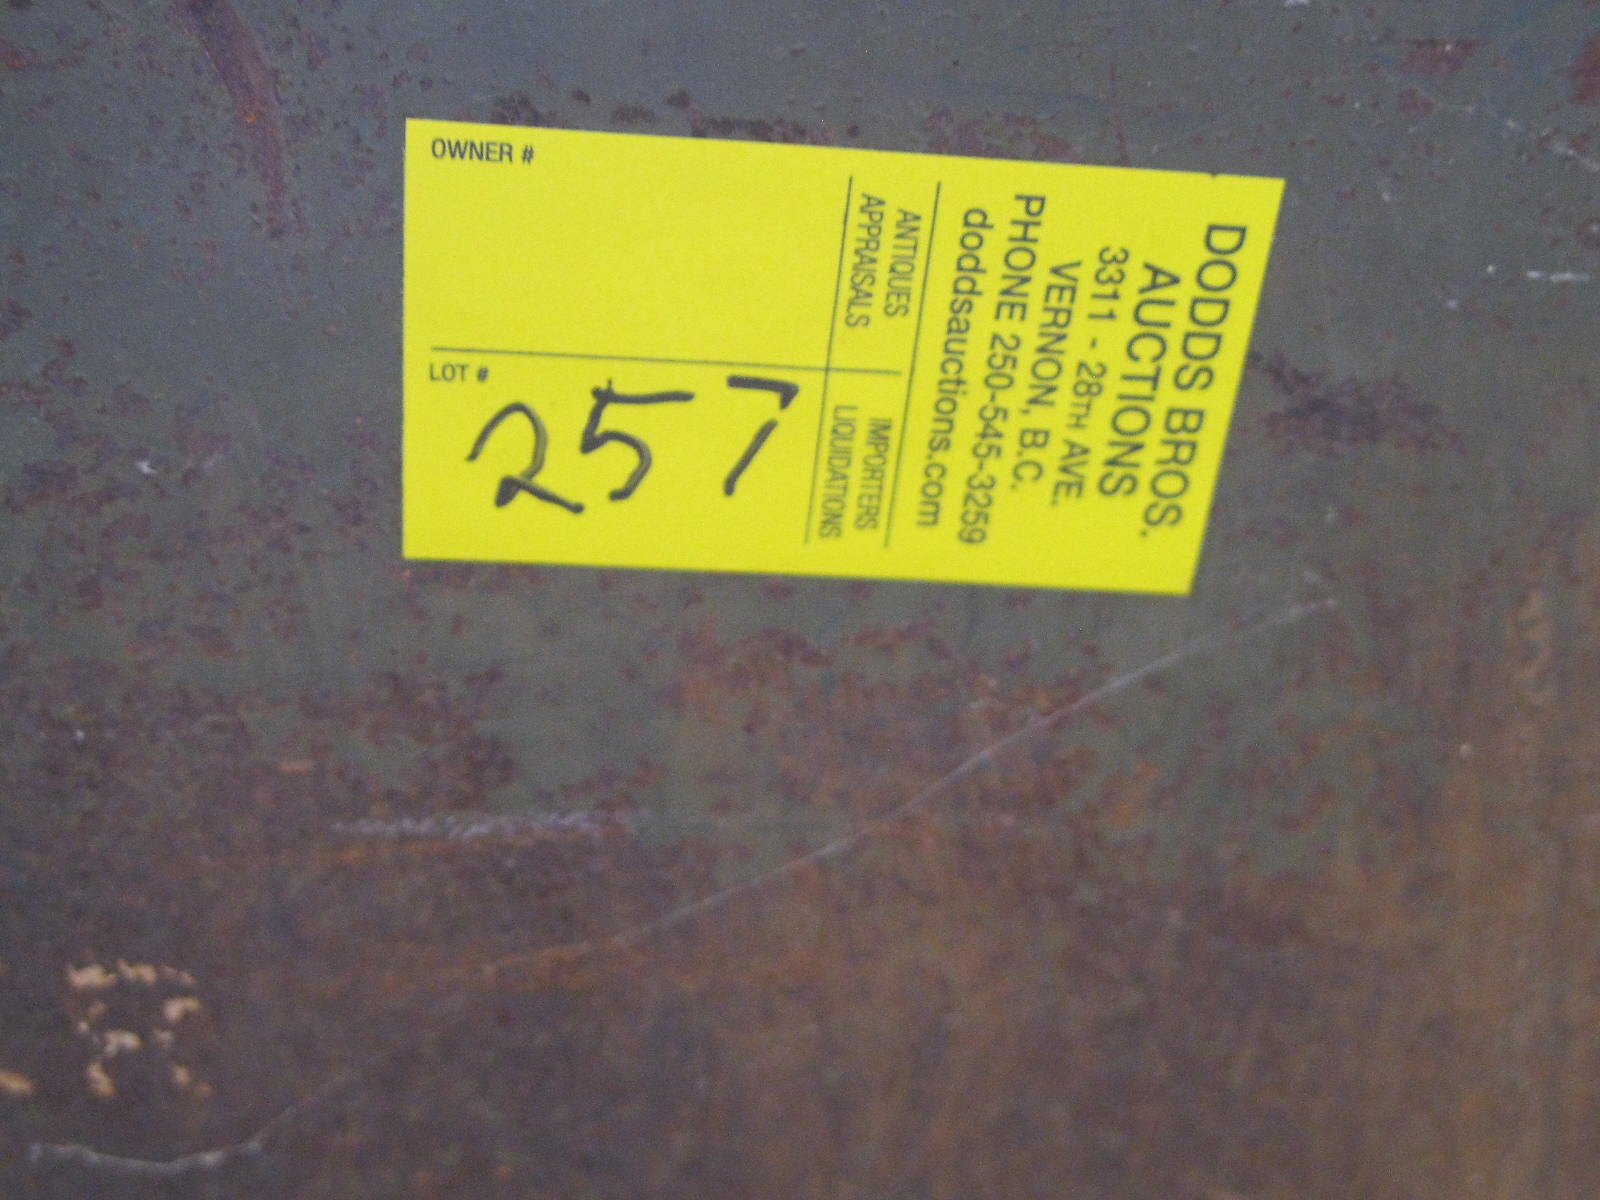 DODDS BROS.
AUCTIONS
3311 - 28TH AVE.
VERNON, B.C.
PHONE 250-545-3259
doddsauctions.com
ANTIQUES
APPRAISALS
IMPORTERS
LIQUIDATIONS
OWNER #
LOT #
257